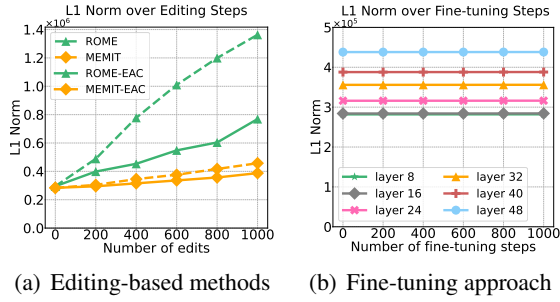 L1 Norm over Editing Steps
×10⁶
1.4
1.2
1.0
0.8
0.6
0.4
0.2
0.0
L1 Norm
ROME
MEMIT
ROME-EAC
MEMIT-EAC
0 200 400 600 800 1000
Number of edits
(a) Editing-based methods
L1 Norm over Fine-tuning Steps
×10⁵
5
4
3
2
1
0
L1 Norm
layer 8
layer 16
layer 24
layer 32
layer 40
layer 48
0 200 400 600 800 1000
Number of fine-tuning steps
(b) Fine-tuning approach